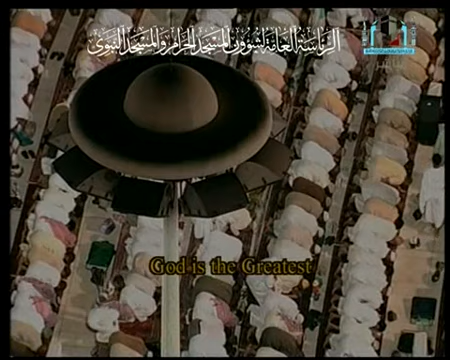 الرئاسة العامة لشؤون المسجد الحرام والمسجد النبوي
God is the Greatest